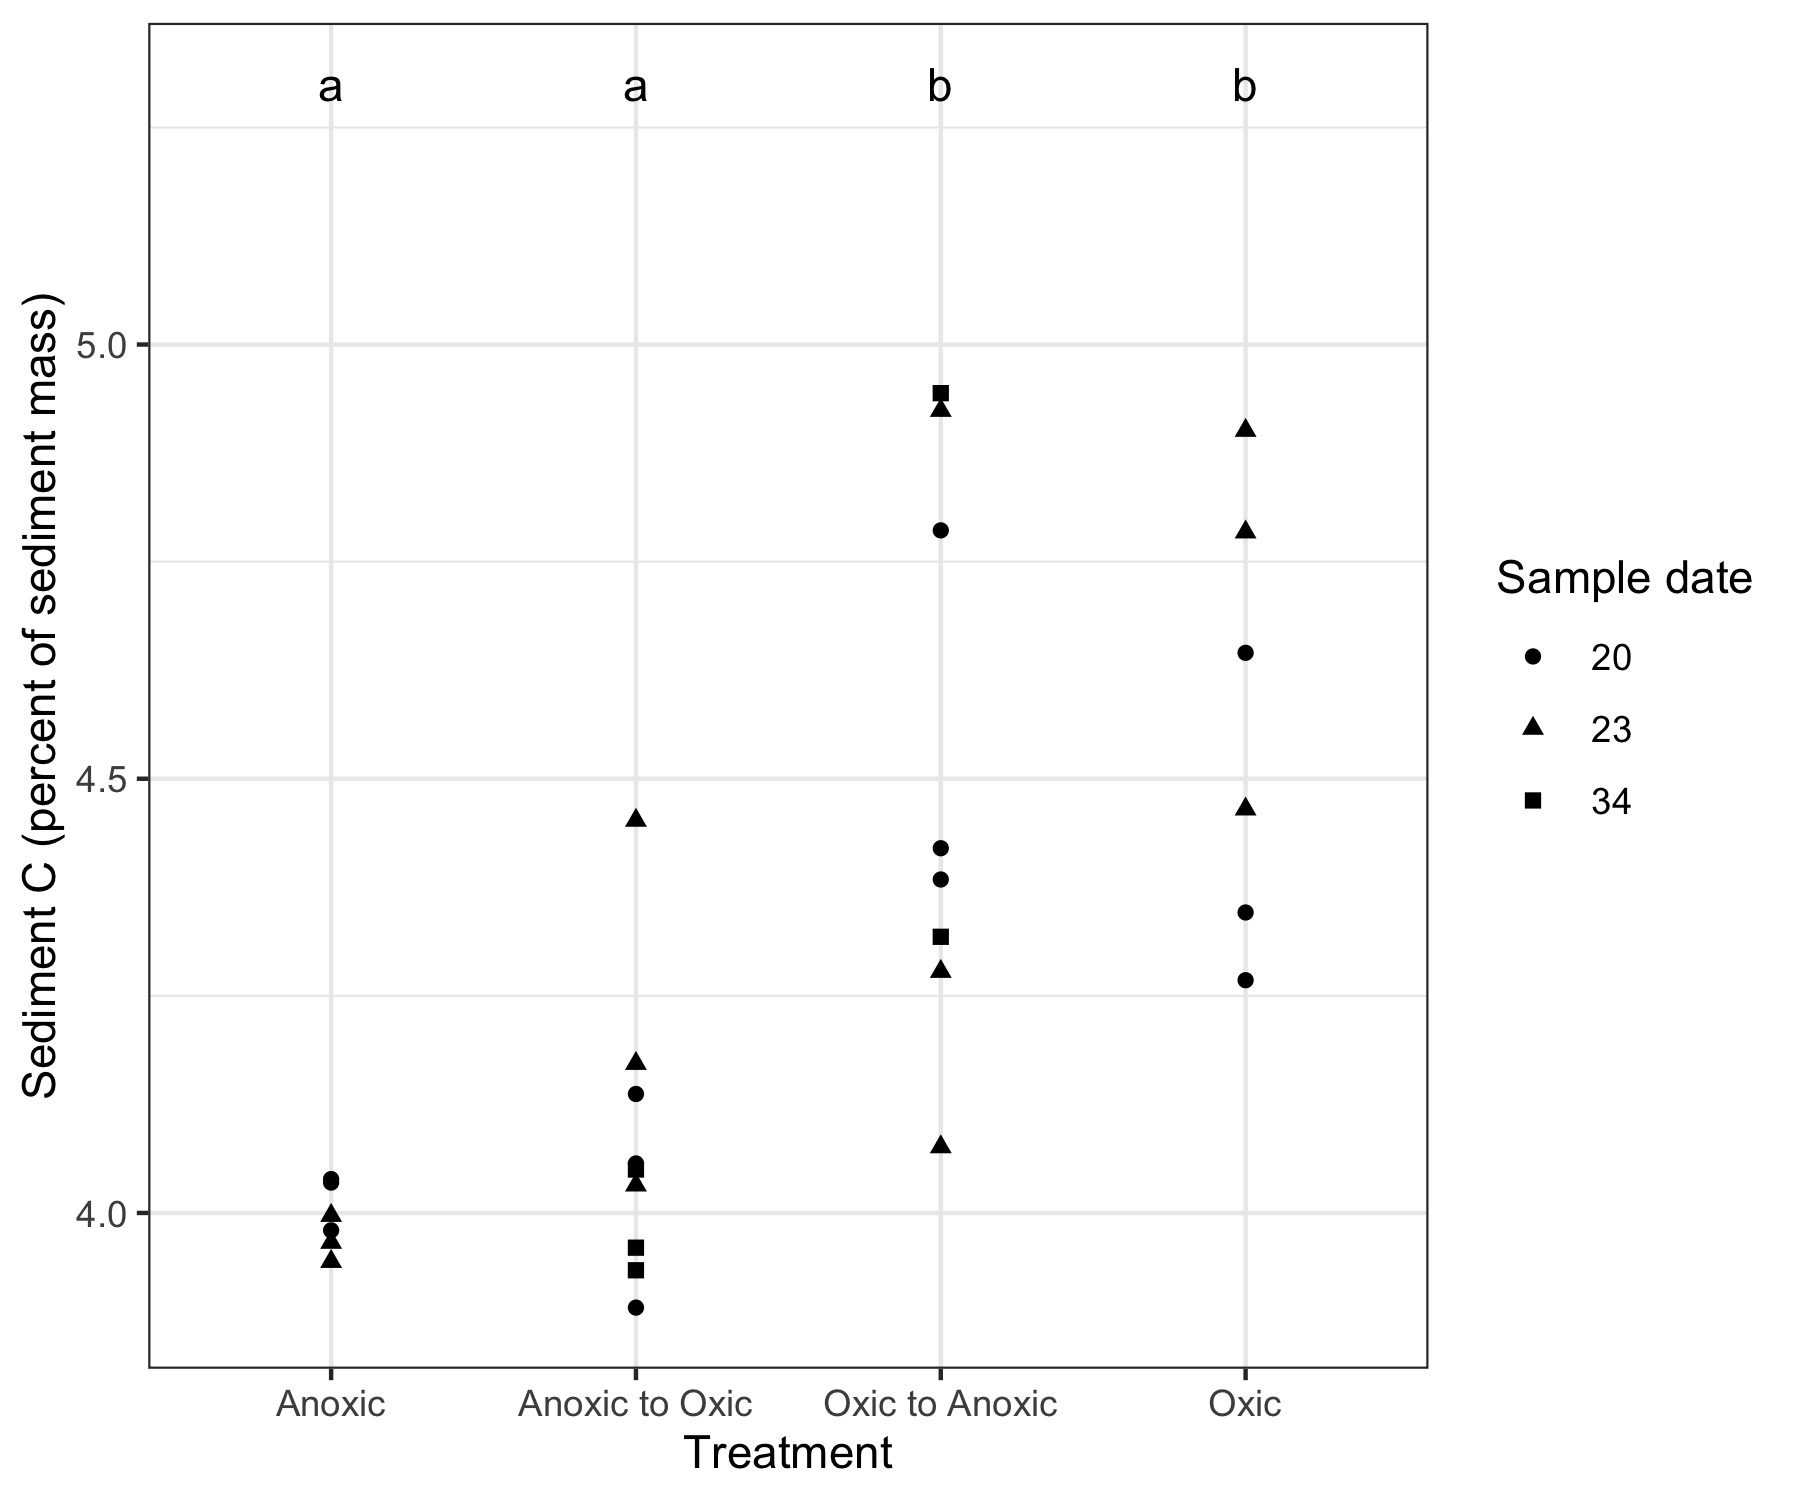 a a b b
5.0
4.5
4.0
Sediment C (percent of sediment mass)
Anoxic Anoxic to Oxic Oxic to Anoxic Oxic
Treatment
Sample date
20
23
34